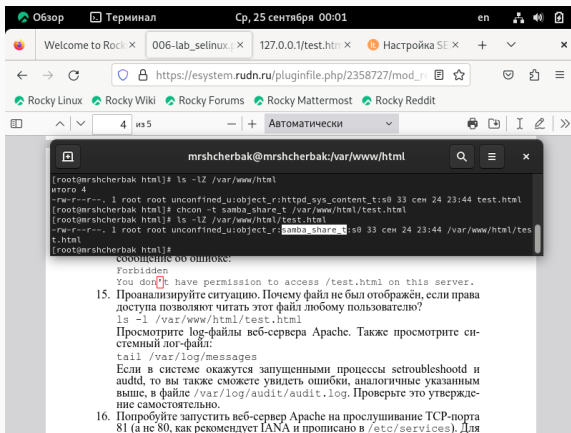 Обзор
Терминал
Ср, 25 сентября 00:01
en
Welcome to Rock
006-lab_selinux.p
127.0.0.1/test.htm
Настройка SE
https://esystem.rudn.ru/pluginfile.php/2358727/mod_r
Rocky Linux
Rocky Wiki
Rocky Forums
Rocky Mattermost
Rocky Reddit
4 из 5
Автоматически
mrshcherbak@mrshcherbak:/var/www/html
[root@mrshcherbak html]# ls -lZ /var/www/html
итого 4
-rw-r--r--. 1 root root unconfined_u:object_r:httpd_sys_content_t:s0 33 сен 24 23:44 test.html
[root@mrshcherbak html]# chcon -t samba_share_t /var/www/html/test.html
[root@mrshcherbak html]# ls -lZ /var/www/html/test.html
-rw-r--r--. 1 root root unconfined_u:object_r:samba_share_t:s0 33 сен 24 23:44 /var/www/html/tes
t.html
[root@mrshcherbak html]#
сообщение об ошибке:
Forbidden
You don't have permission to access /test.html on this server.
15. Проанализируйте ситуацию. Почему файл не был отображён, если права
доступа позволяют читать этот файл любому пользователю?
ls -l /var/www/html/test.html
Просмотрите log-файлы веб-сервера Apache. Также просмотрите си-
стемный лог-файл:
tail /var/log/messages
Если в системе окажутся запущенными процессы setroubleshootd и
audtd, то вы также сможете увидеть ошибки, аналогичные указанным
выше, в файле /var/log/audit/audit.log. Проверьте это утвержде-
ние самостоятельно.
16. Попробуйте запустить веб-сервер Apache на прослушивание TCP-порта
81 (а не 80, как рекомендует IANA и прописано в /etc/services). Для